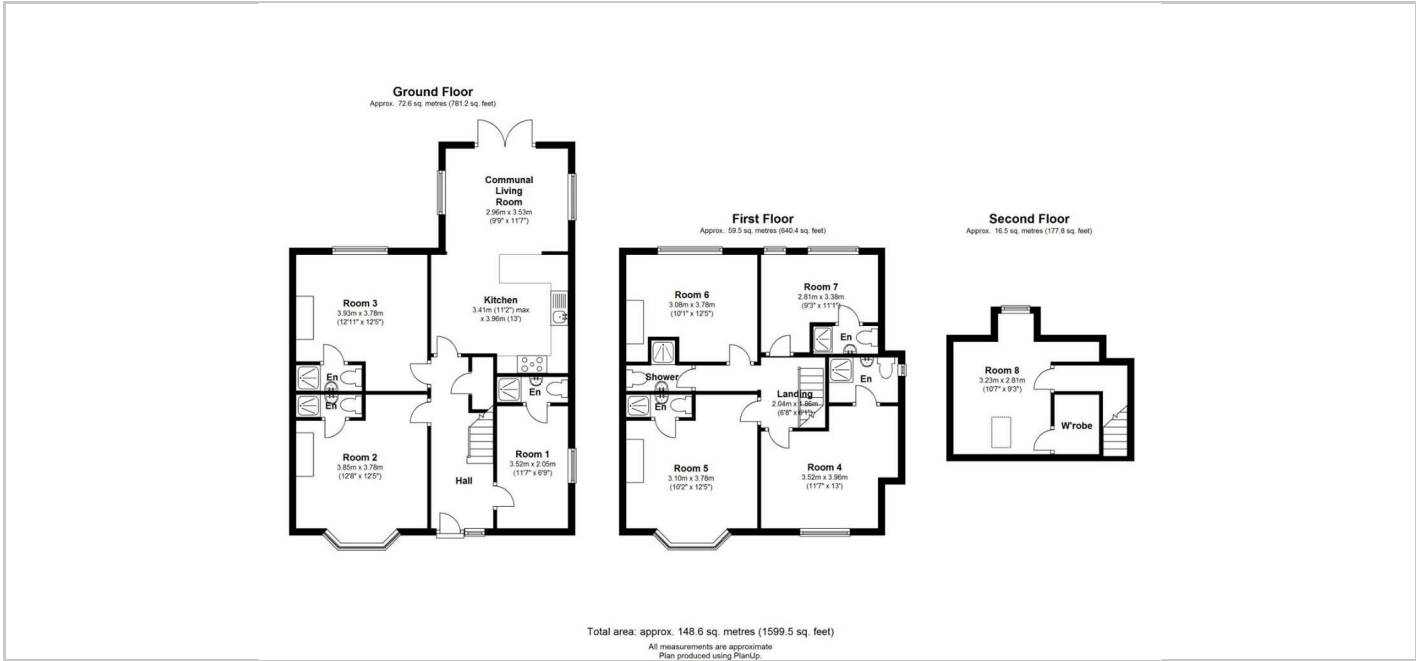 Ground Floor
Approx. 72.6 sq. metres (781.2 sq. feet)
Communal
Living
Room
2.96m x 3.53m
(9'9" x 11'7")
Room 3
3.93m x 3.78m
(12'11" x 12'5")
Kitchen
3.41m (11'2") max
x 3.96m (13')
En
En
En
Room 2
3.85m x 3.78m
(12'8" x 12'5")
Hall
Room 1
3.52m x 2.05m
(11'7" x 6'9")
First Floor
Approx. 59.5 sq. metres (640.4 sq. feet)
Room 6
3.08m x 3.78m
(10'1" x 12'5")
Room 7
2.81m x 3.38m
(9'3" x 11'1")
En
Shower
En
En
Landing
2.04m x 1.86m
(6'8" x 6'1")
Room 5
3.10m x 3.78m
(10'2" x 12'5")
Room 4
3.52m x 3.96m
(11'7" x 13')
Second Floor
Approx. 16.5 sq. metres (177.8 sq. feet)
Room 8
3.23m x 2.81m
(10'7" x 9'3")
W'robe
Total area: approx. 148.6 sq. metres (1599.5 sq. feet)
All measurements are approximate
Plan produced using PlanUp.